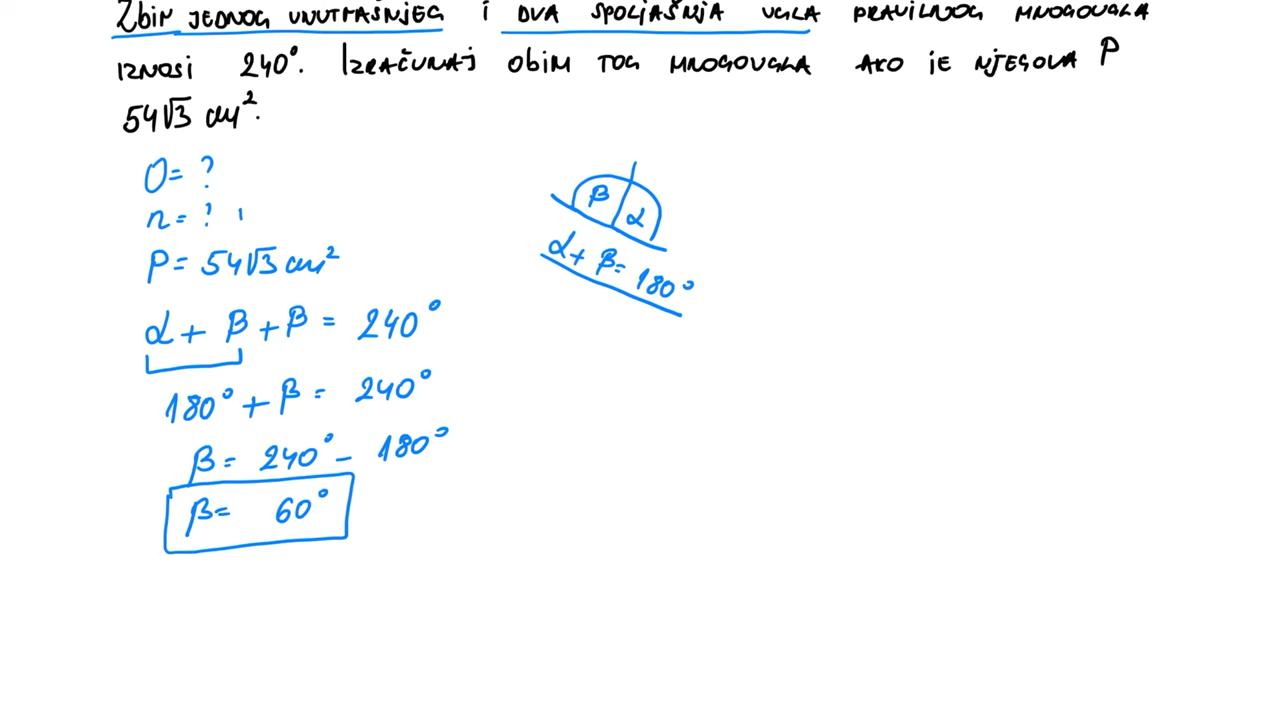 Zbir jednog unutrašnjeg i dva spoljašnja ugla pravilnog mnogougla
iznosi 240°. Izračunaj obim tog mnogougla ako je njegova P
54√3 cm².
O = ?
n = ?
P = 54√3 cm²
α + β + β = 240°
180° + β = 240°
β = 240° - 180°
β = 60°
β α
α + β = 180°